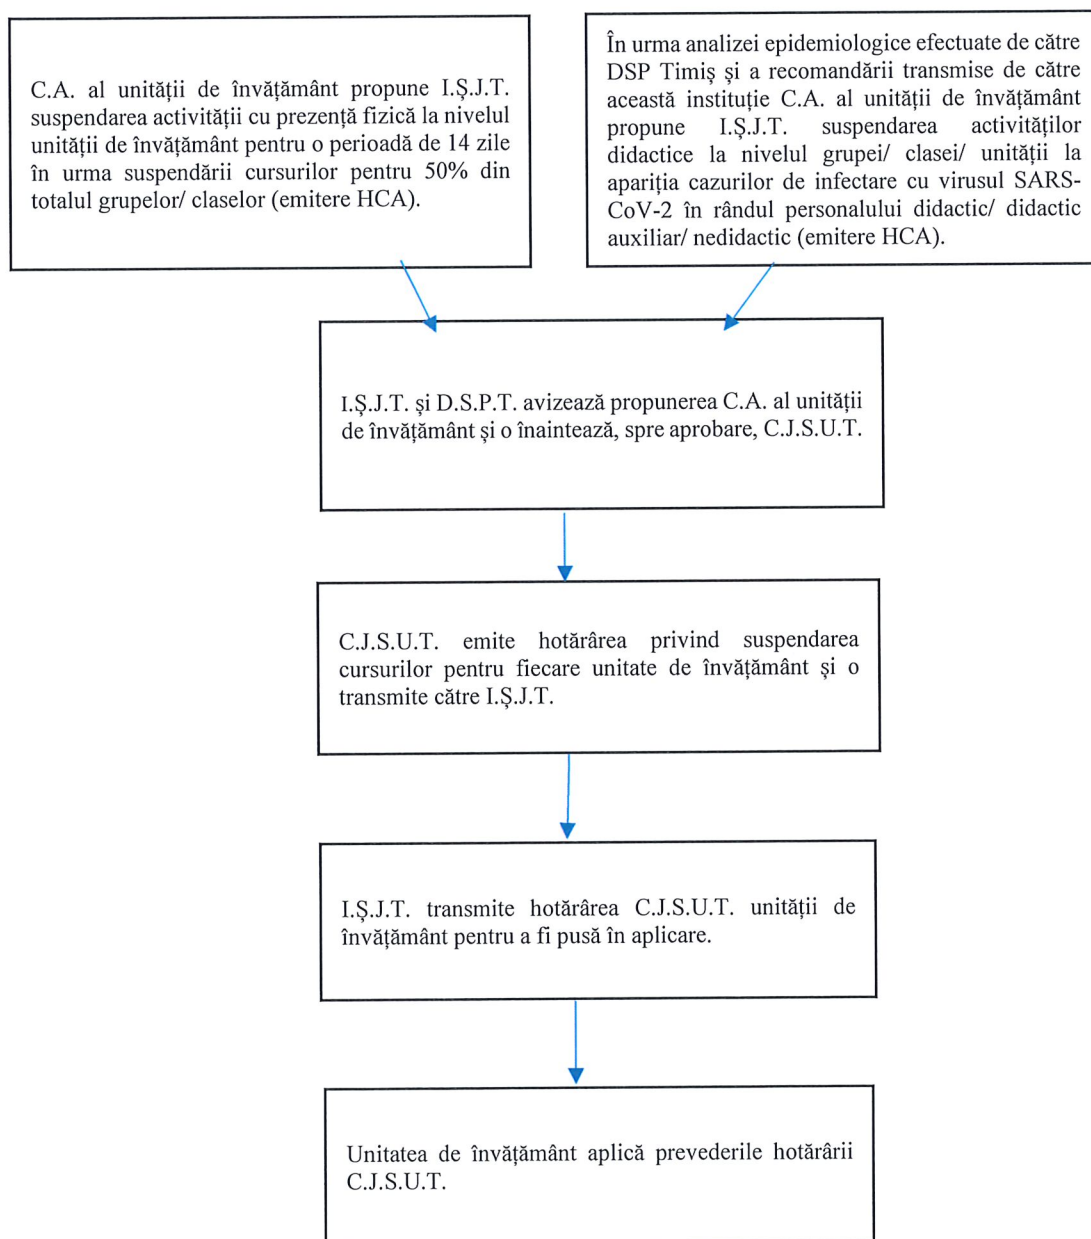 C.A. al unității de învățământ propune I.Ș.J.T.
suspendarea activității cu prezență fizică la nivelul
unității de învățământ pentru o perioadă de 14 zile
în urma suspendării cursurilor pentru 50% din
totalul grupelor/ claselor (emitere HCA).
În urma analizei epidemiologice efectuate de către
DSP Timiș și a recomandării transmise de către
această instituție C.A. al unității de învățământ
propune I.Ș.J.T. suspendarea activităților
didactice la nivelul grupei/ clasei/ unității la
apariția cazurilor de infectare cu virusul SARS-
CoV-2 în rândul personalului didactic/ didactic
auxiliar/ nedidactic (emitere HCA).
I.Ș.J.T. și D.S.P.T. avizează propunerea C.A. al unității
de învățământ și o înaintează, spre aprobare, C.J.S.U.T.
C.J.S.U.T. emite hotărârea privind suspendarea
cursurilor pentru fiecare unitate de învățământ și o
transmite către I.Ș.J.T.
I.Ș.J.T. transmite hotărârea C.J.S.U.T. unității de
învățământ pentru a fi pusă în aplicare.
Unitatea de învățământ aplică prevederile hotărârii
C.J.S.U.T.